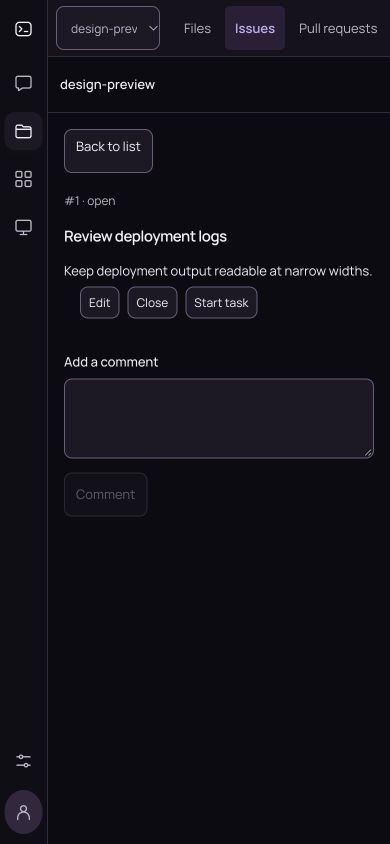 design-prev
Files
Issues
Pull requests
design-preview
Back to list
#1 · open
Review deployment logs
Keep deployment output readable at narrow widths.
Edit
Close
Start task
Add a comment
Comment